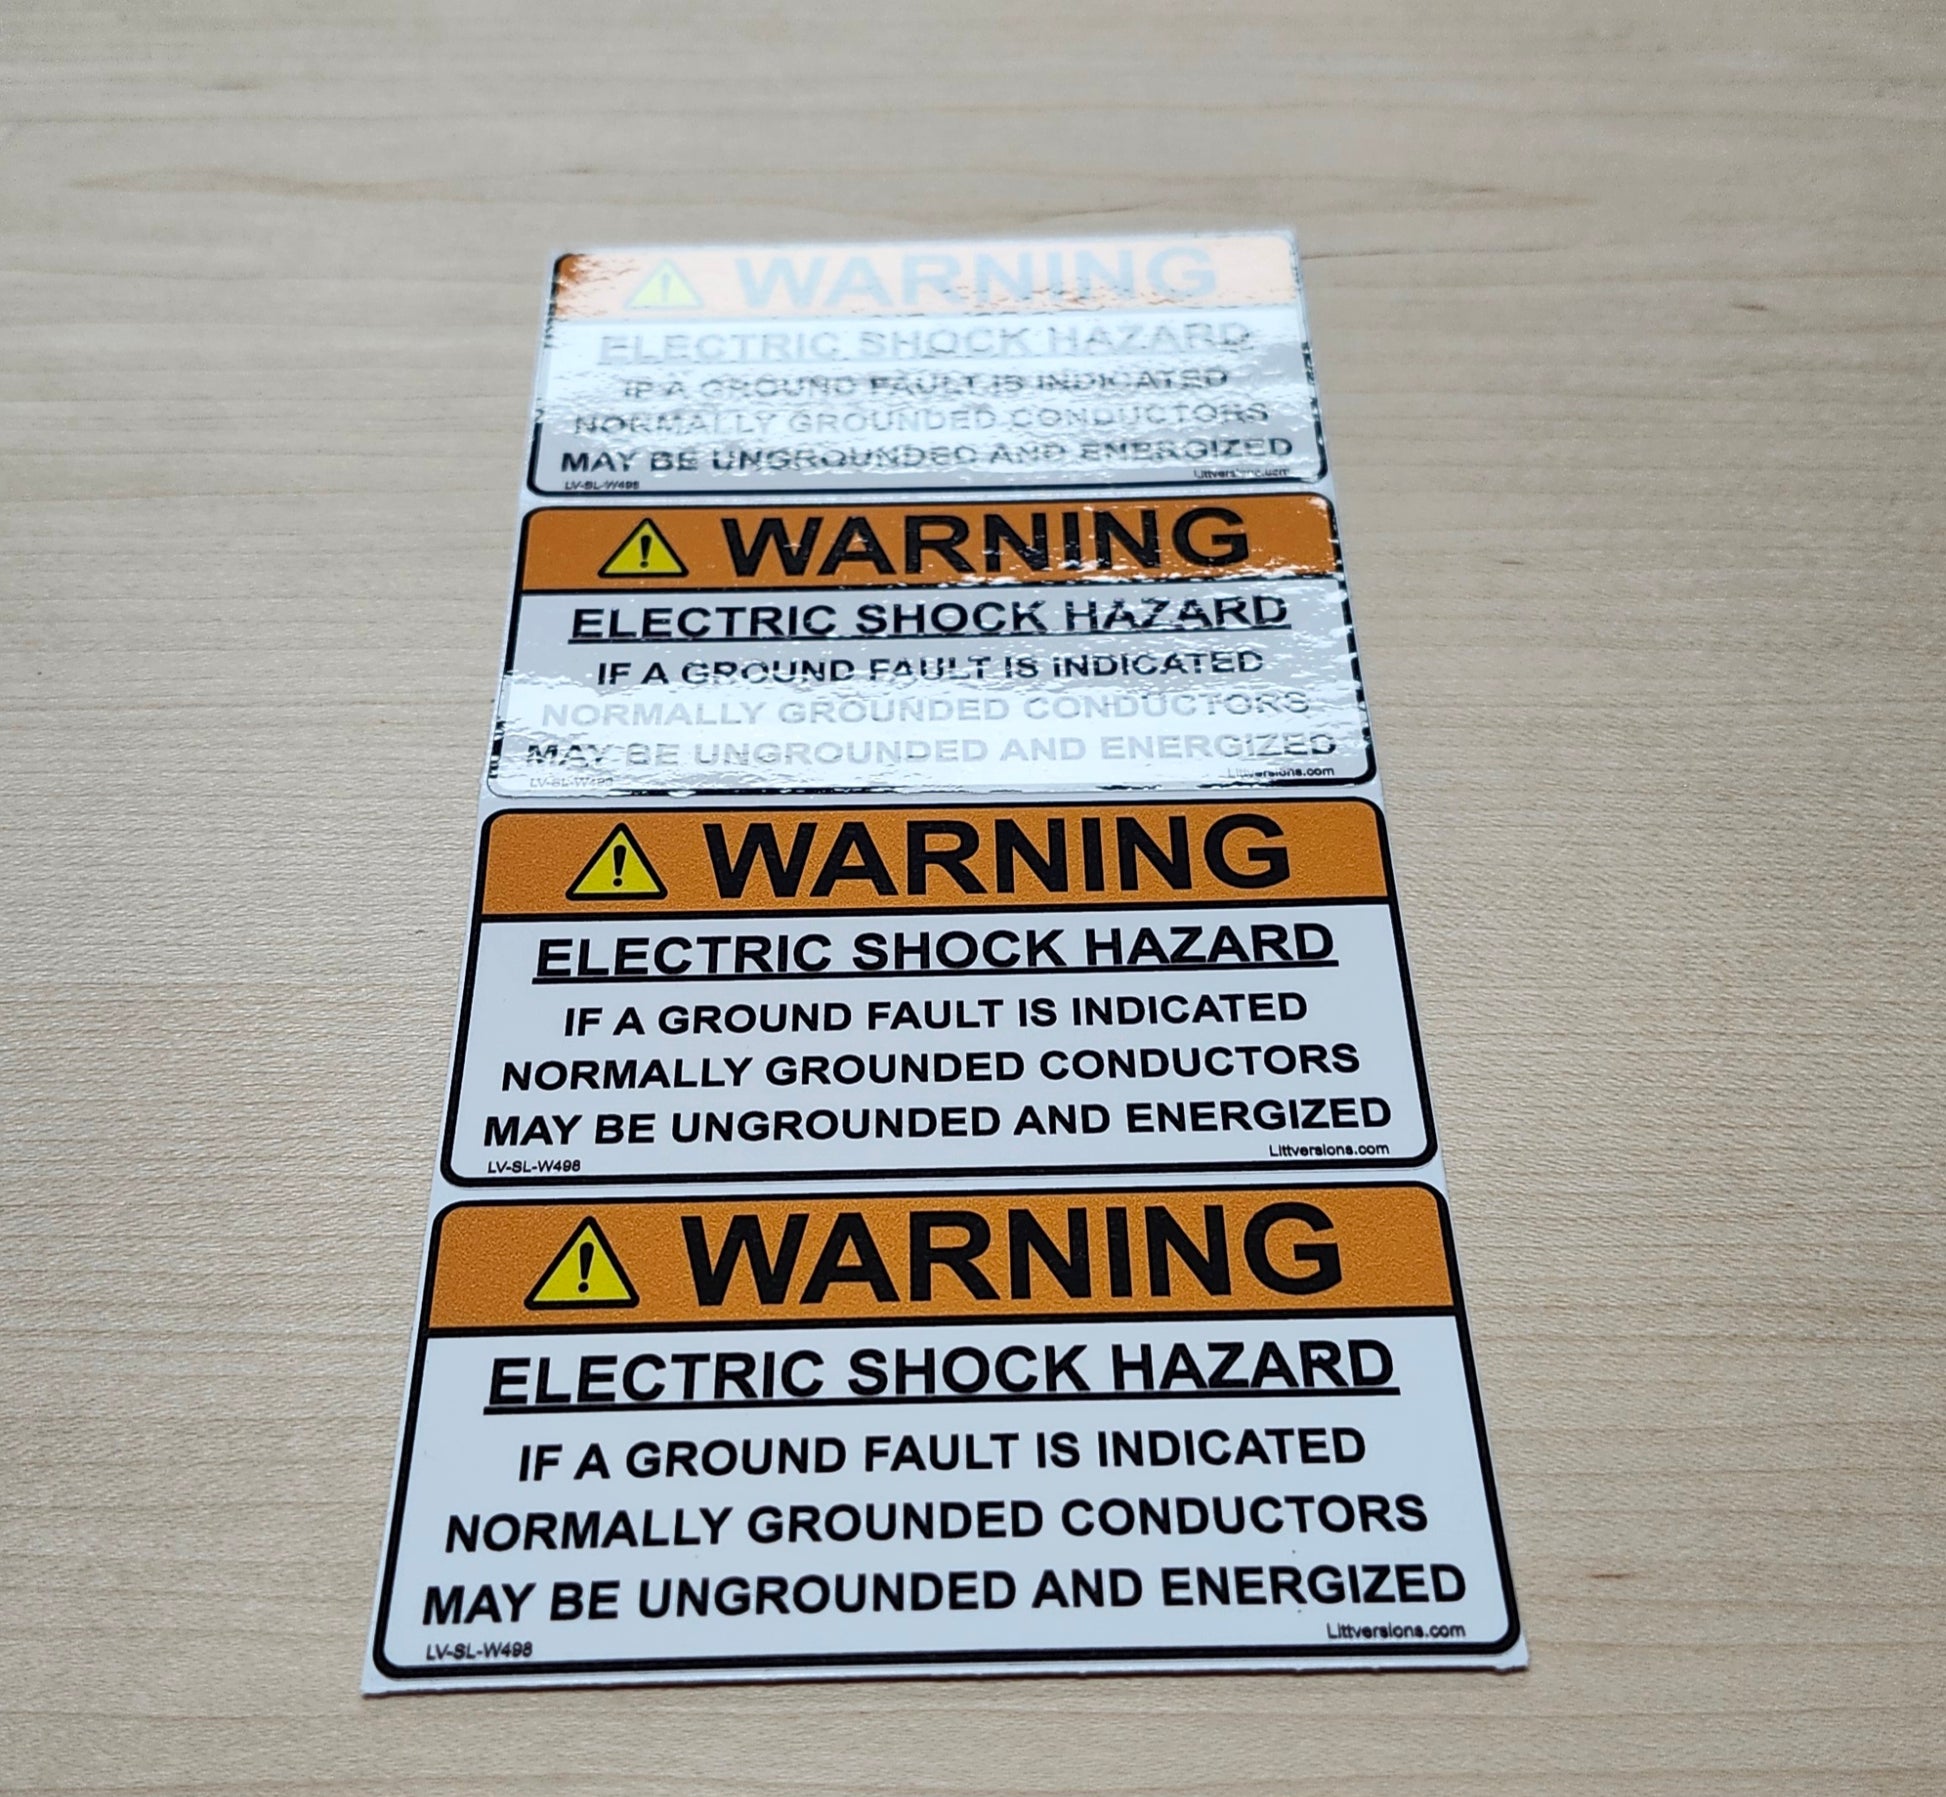 WARNING
ELECTRIC SHOCK HAZARD
IF A GROUND FAULT IS INDICATED
NORMALLY GROUNDED CONDUCTORS
MAY BE UNGROUNDED AND ENERGIZED
LV-SL-W498
WARNING
ELECTRIC SHOCK HAZARD
IF A GROUND FAULT IS INDICATED
NORMALLY GROUNDED CONDUCTORS
MAY BE UNGROUNDED AND ENERGIZED
LV-SL-W498 Littversions.com
WARNING
ELECTRIC SHOCK HAZARD
IF A GROUND FAULT IS INDICATED
NORMALLY GROUNDED CONDUCTORS
MAY BE UNGROUNDED AND ENERGIZED
LV-SL-W498 Littversions.com
WARNING
ELECTRIC SHOCK HAZARD
IF A GROUND FAULT IS INDICATED
NORMALLY GROUNDED CONDUCTORS
MAY BE UNGROUNDED AND ENERGIZED
LV-SL-W498 Littversions.com